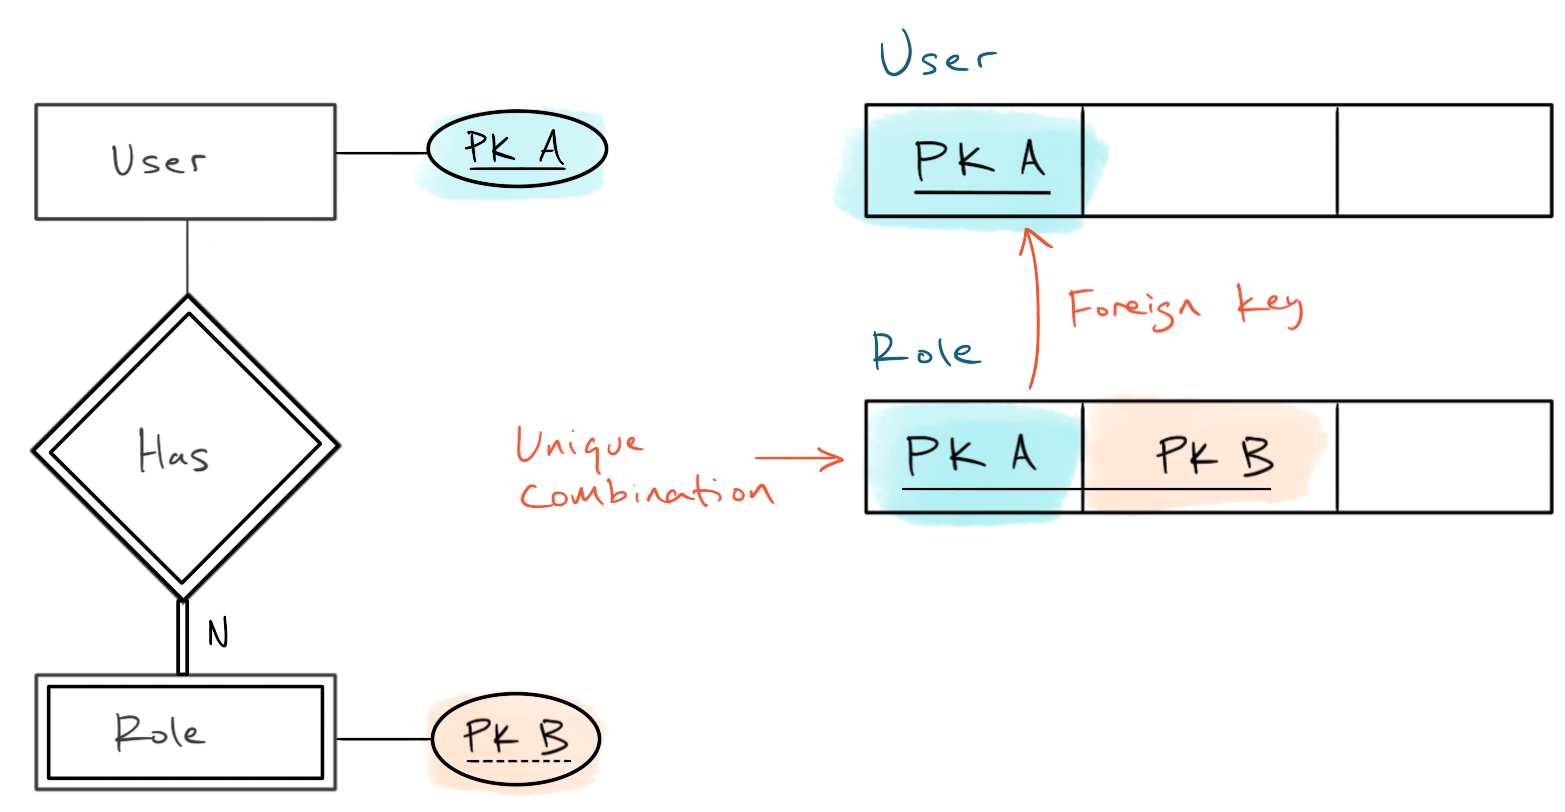 User
PK A
Has
N
Role
PK B
User
PK A
Foreign key
Role
Unique
combination
PK A
PK B